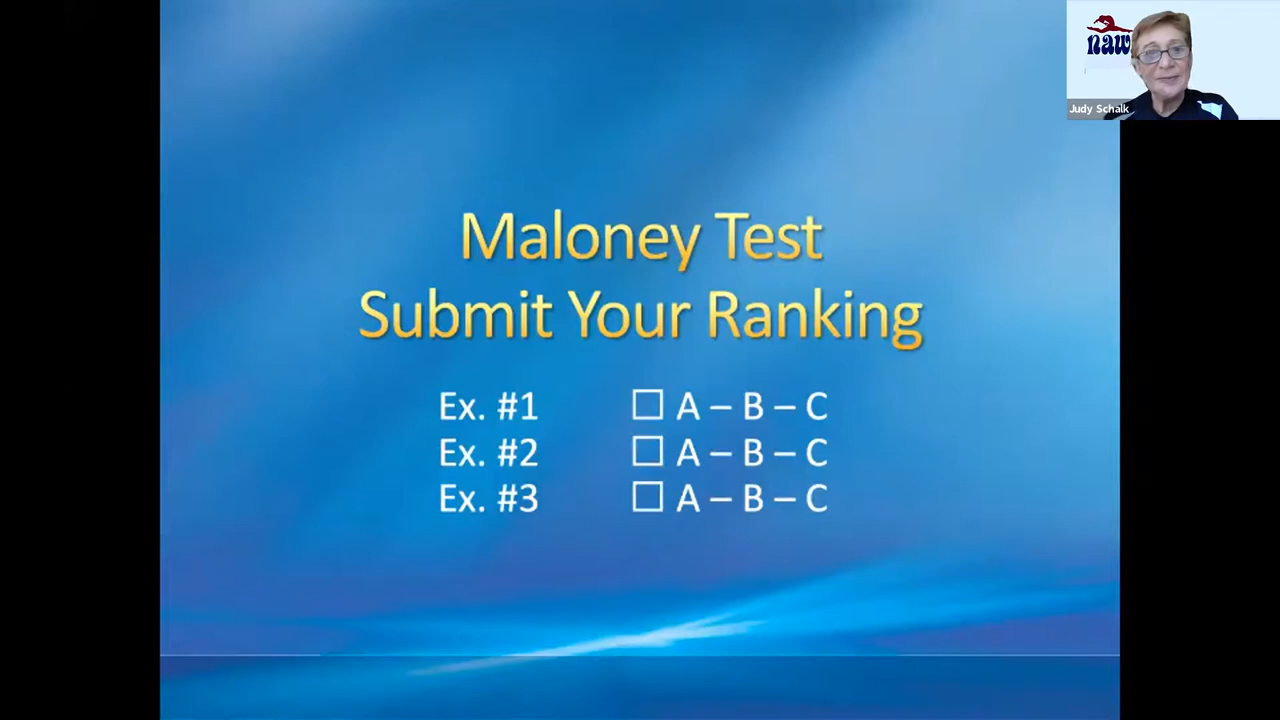 Maloney Test
Submit Your Ranking
Ex. #1 ☐ A – B – C
Ex. #2 ☐ A – B – C
Ex. #3 ☐ A – B – C
naw
Judy Schalk